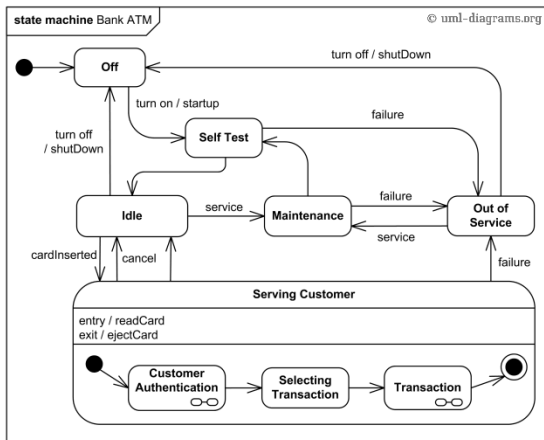 state machine Bank ATM
© uml-diagrams.org
turn off / shutDown
Off
turn on / startup
failure
turn off
/ shutDown
Self Test
Idle
service
Maintenance
failure
service
Out of
Service
cardInserted
cancel
failure
Serving Customer
entry / readCard
exit / ejectCard
Customer
Authentication
Selecting
Transaction
Transaction